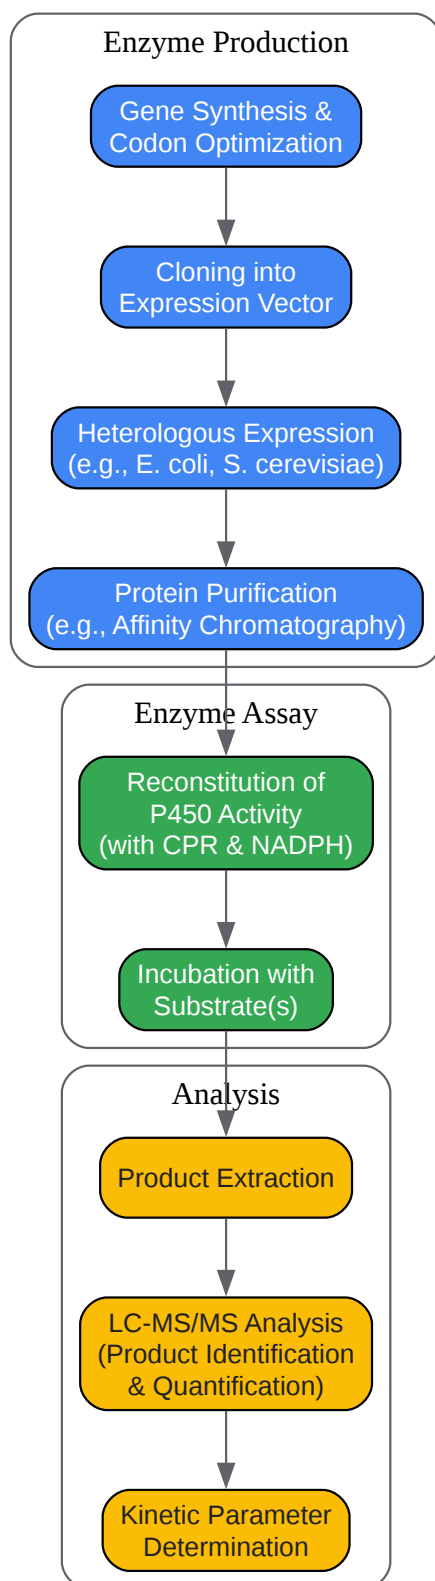 Enzyme Production
Gene Synthesis &
Codon Optimization
Cloning into
Expression Vector
Heterologous Expression
(e.g., E. coli, S. cerevisiae)
Protein Purification
(e.g., Affinity Chromatography)
Enzyme Assay
Reconstitution of
P450 Activity
(with CPR & NADPH)
Incubation with
Substrate(s)
Analysis
Product Extraction
LC-MS/MS Analysis
(Product Identification
& Quantification)
Kinetic Parameter
Determination